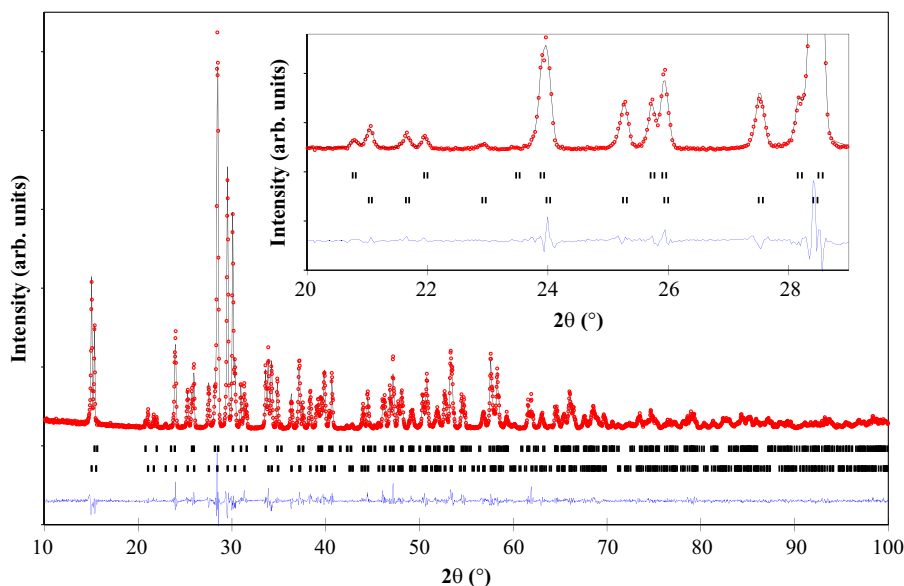 Intensity (arb. units)
Intensity (arb. units)
20 22 24 26 28
2θ (°)
10 20 30 40 50 60 70 80 90 100
2θ (°)